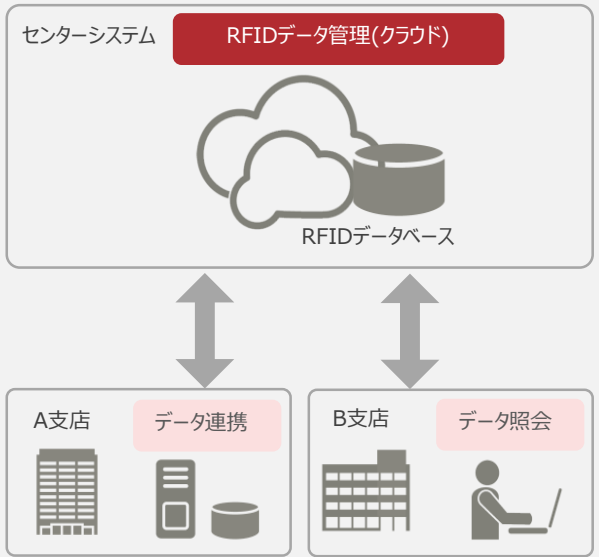 センターシステム
RFIDデータ管理(クラウド)
RFIDデータベース
A支店
データ連携
B支店
データ照会